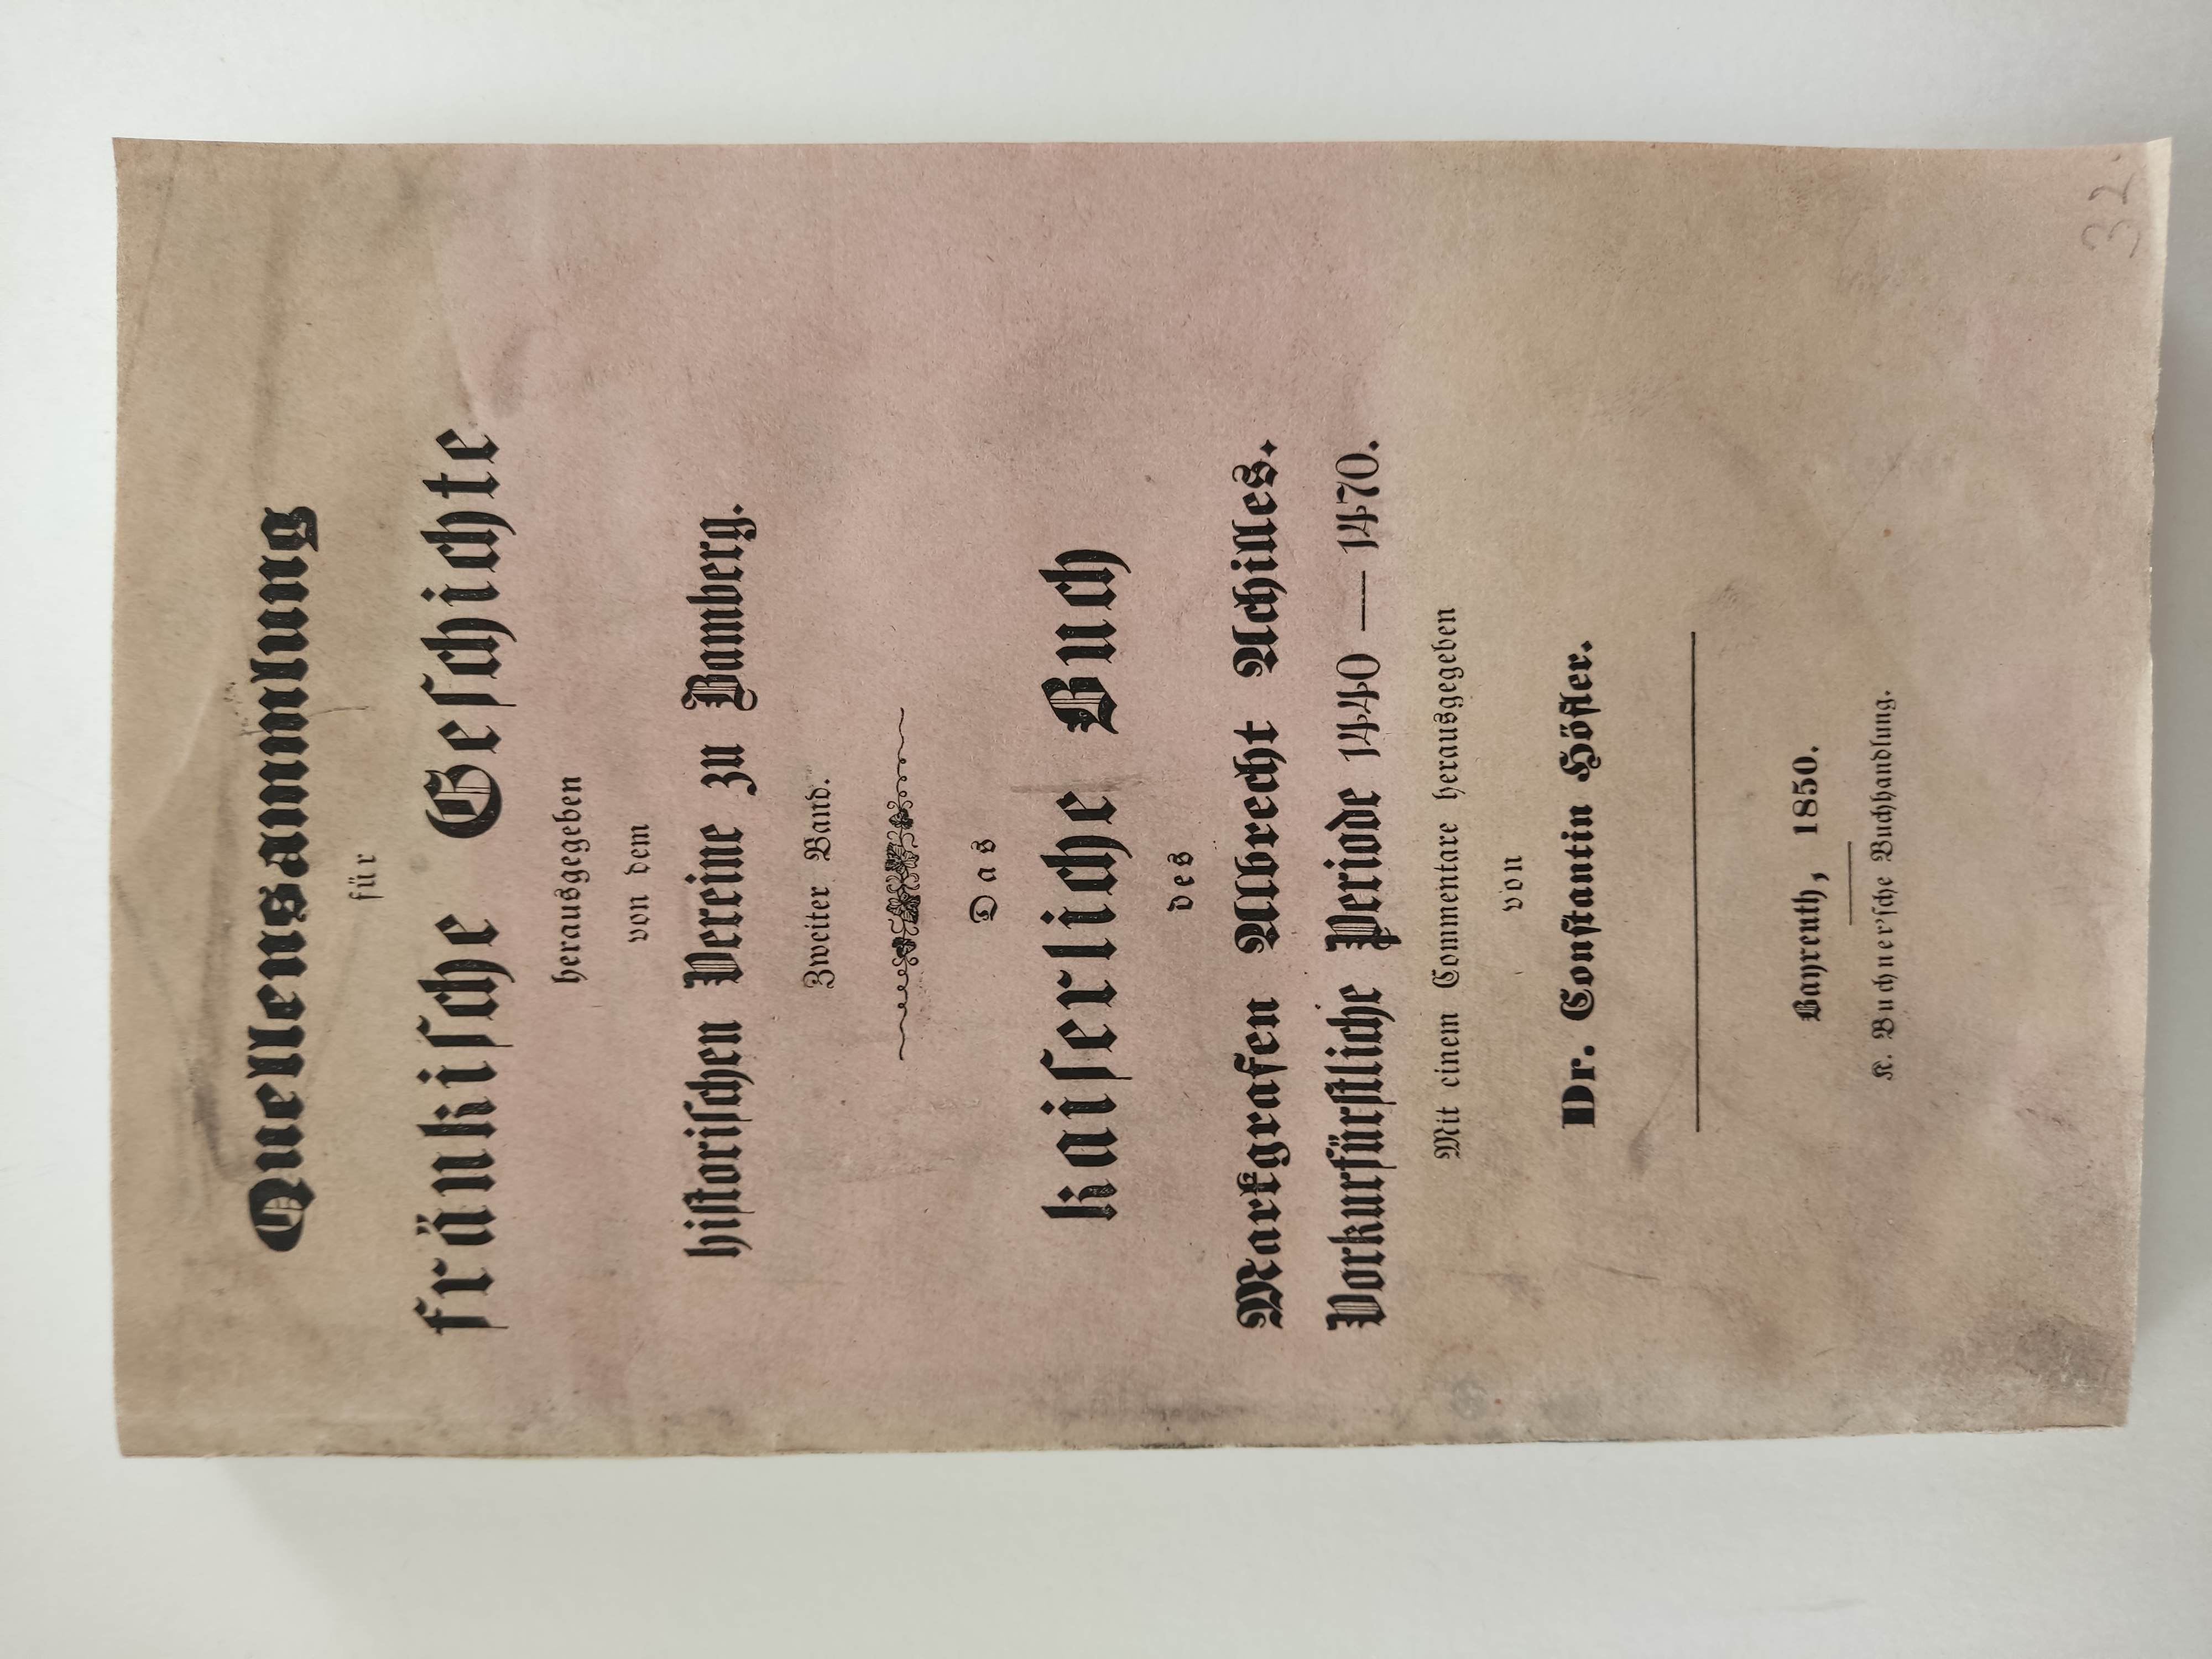 Quellensammlung
für
fränkiſche Geſchichte
herausgegeben
von dem
hiſtoriſchen Vereine zu Bamberg.
Zweiter Band.
Das
kaiſerliche Buch
des
Markgrafen Albrecht Achilles.
Vorkurfürſtliche Periode 1440 — 1470.
Mit einem Commentare herausgegeben
von
Dr. Conſtantin Höfler.
Bayreuth, 1850.
K. Buchner'ſche Buchhandlung.
32.